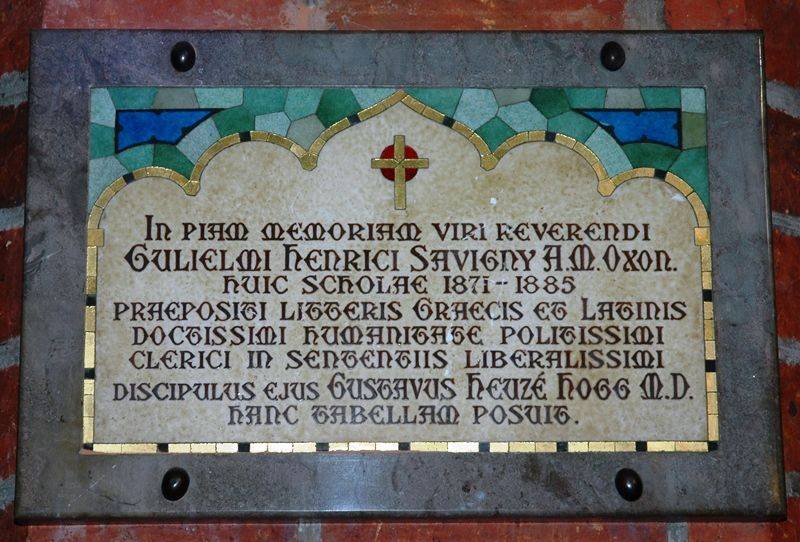 In piam memoriam viri reverendi
Gulielmi Henrici Savigny A.M. Oxon.
huic scholae 1871-1885
praepositi litteris Graecis et Latinis
doctissimi humanitate politissimi
clerici in sententiis liberalissimi
discipulus ejus Gustavus Heuzé Hogg M.D.
hanc tabellam posuit.